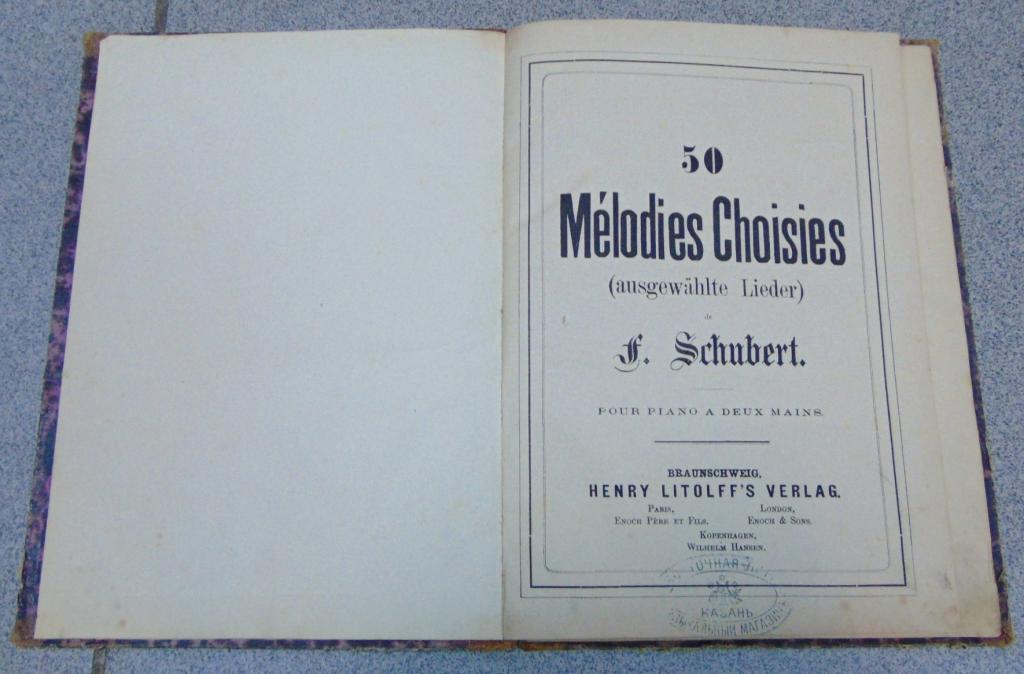 50
Mélodies Choisies
(ausgewählte Lieder)
de
F. Schubert.
POUR PIANO A DEUX MAINS.
BRAUNSCHWEIG,
HENRY LITOLFF'S VERLAG.
PARIS, LONDON,
ENOCH PÈRE ET FILS. ENOCH & SONS.
KOPENHAGEN,
WILHELM HANSEN.
КАЗАНЬ
МАГАЗИНЪ